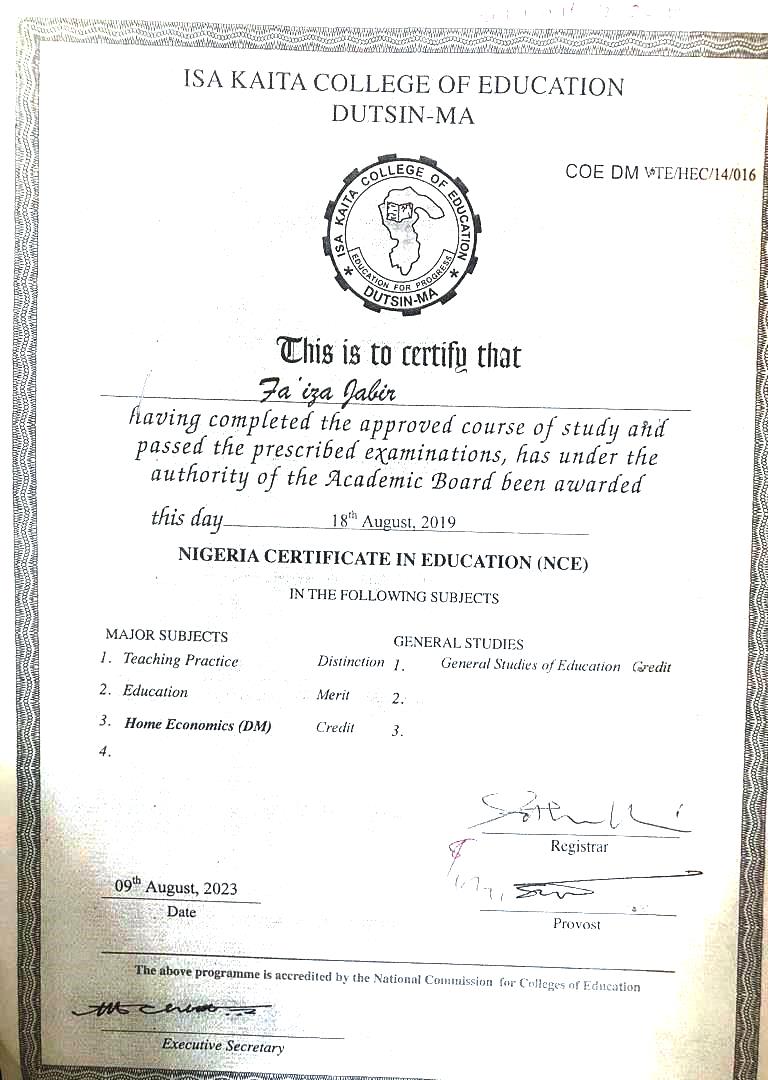 ISA KAITA COLLEGE OF EDUCATION
DUTSIN-MA
COE DM VTE/HEC/14/016
ISA KAITA COLLEGE OF EDUCATION
EDUCATION FOR PROGRESS
DUTSIN-MA
This is to certify that
Fa'iza Jabir
having completed the approved course of study and
passed the prescribed examinations, has under the
authority of the Academic Board been awarded
this day 18th August, 2019
NIGERIA CERTIFICATE IN EDUCATION (NCE)
IN THE FOLLOWING SUBJECTS
MAJOR SUBJECTS GENERAL STUDIES
1. Teaching Practice Distinction 1. General Studies of Education Credit
2. Education Merit 2.
3. Home Economics (DM) Credit 3.
4.
Registrar
09th August, 2023
Date
Provost
The above programme is accredited by the National Commission for Colleges of Education
Executive Secretary